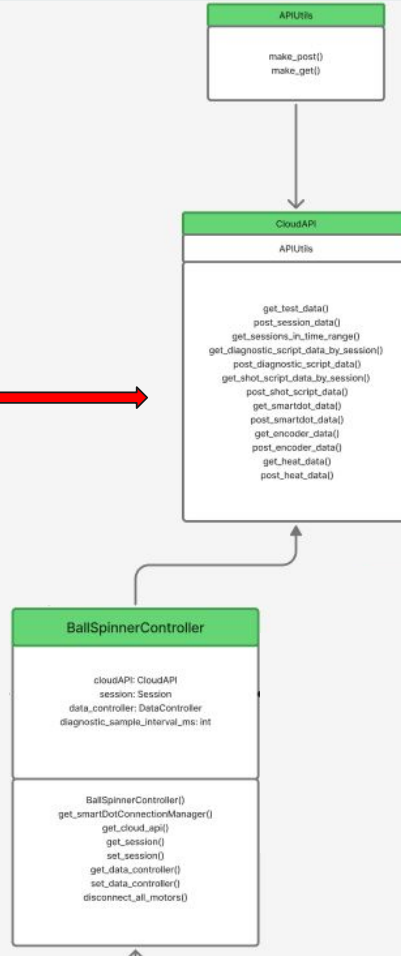 APIUtils
make_post()
make_get()
CloudAPI
APIUtils
get_test_data()
post_session_data()
get_sessions_in_time_range()
get_diagnostic_script_data_by_session()
post_diagnostic_script_data()
get_shot_script_data_by_session()
post_shot_script_data()
get_smartdot_data()
post_smartdot_data()
get_encoder_data()
post_encoder_data()
get_heat_data()
post_heat_data()
BallSpinnerController
cloudAPI: CloudAPI
session: Session
data_controller: DataController
diagnostic_sample_interval_ms: int
BallSpinnerController()
get_smartDotConnectionManager()
get_cloud_api()
get_session()
set_session()
get_data_controller()
set_data_controller()
disconnect_all_motors()